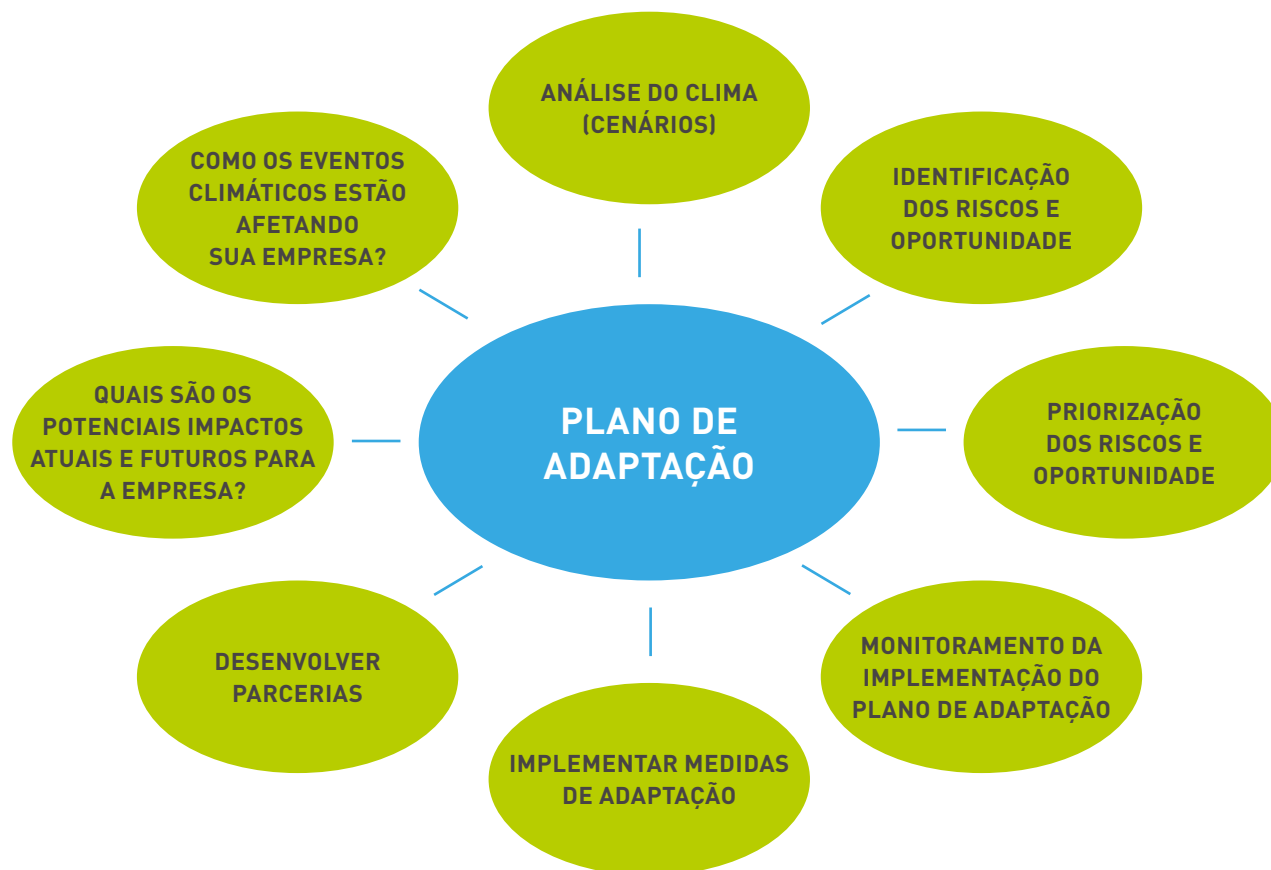 ANÁLISE DO CLIMA
(CENÁRIOS)
IDENTIFICAÇÃO
DOS RISCOS E
OPORTUNIDADE
PRIORIZAÇÃO
DOS RISCOS E
OPORTUNIDADE
MONITORAMENTO DA
IMPLEMENTAÇÃO DO
PLANO DE ADAPTAÇÃO
IMPLEMENTAR MEDIDAS
DE ADAPTAÇÃO
DESENVOLVER
PARCERIAS
QUAIS SÃO OS
POTENCIAIS IMPACTOS
ATUAIS E FUTUROS PARA
A EMPRESA?
COMO OS EVENTOS
CLIMÁTICOS ESTÃO
AFETANDO
SUA EMPRESA?
PLANO DE
ADAPTAÇÃO